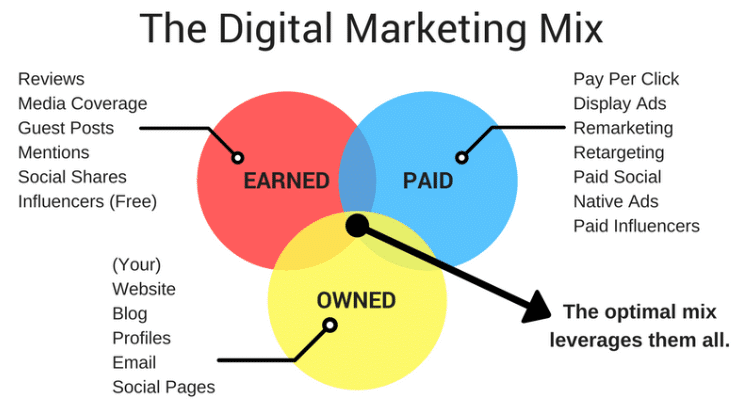 The Digital Marketing Mix
Reviews
Media Coverage
Guest Posts
Mentions
Social Shares
Influencers (Free)
Pay Per Click
Display Ads
Remarketing
Retargeting
Paid Social
Native Ads
Paid Influencers
EARNED
PAID
OWNED
(Your)
Website
Blog
Profiles
Email
Social Pages
The optimal mix
leverages them all.